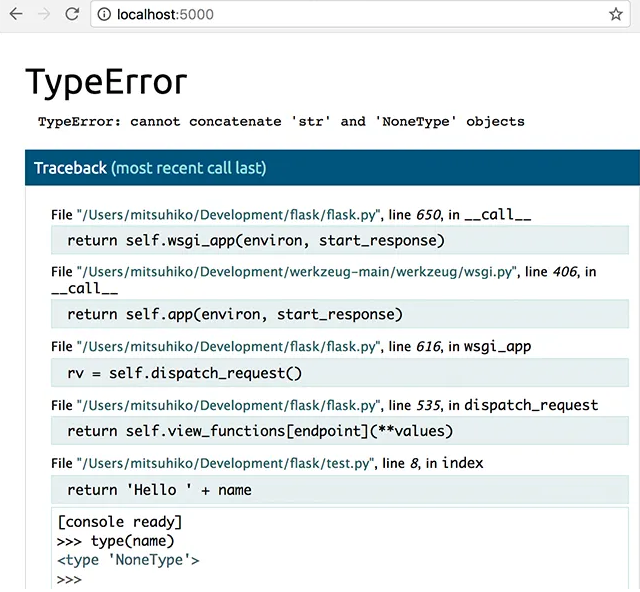 localhost:5000
TypeError
TypeError: cannot concatenate 'str' and 'NoneType' objects
Traceback (most recent call last)
File "/Users/mitsuhiko/Development/flask/flask.py", line 650, in __call__
return self.wsgi_app(environ, start_response)
File "/Users/mitsuhiko/Development/werkzeug-main/werkzeug/wsgi.py", line 406, in
__call__
return self.app(environ, start_response)
File "/Users/mitsuhiko/Development/flask/flask.py", line 616, in wsgi_app
rv = self.dispatch_request()
File "/Users/mitsuhiko/Development/flask/flask.py", line 535, in dispatch_request
return self.view_functions[endpoint](**values)
File "/Users/mitsuhiko/Development/flask/test.py", line 8, in index
return 'Hello ' + name
[console ready]
>>> type(name)
<type 'NoneType'>
>>>